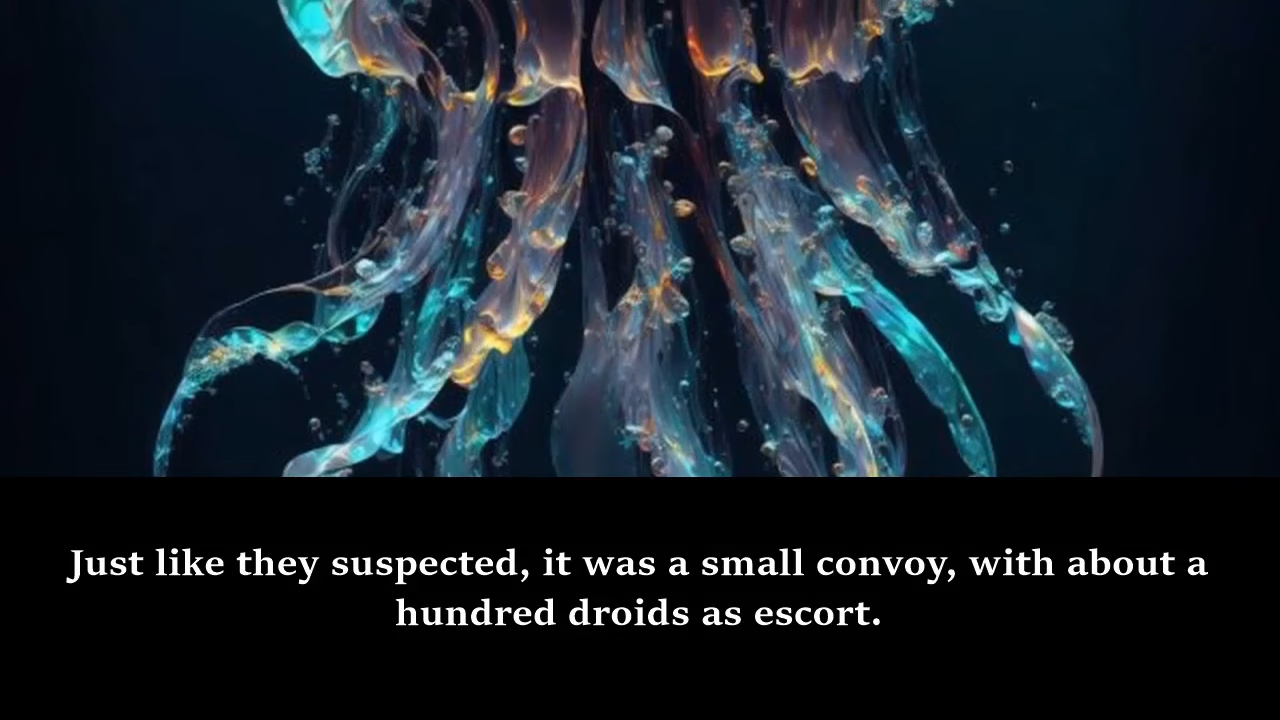 Just like they suspected, it was a small convoy, with about a
hundred droids as escort.